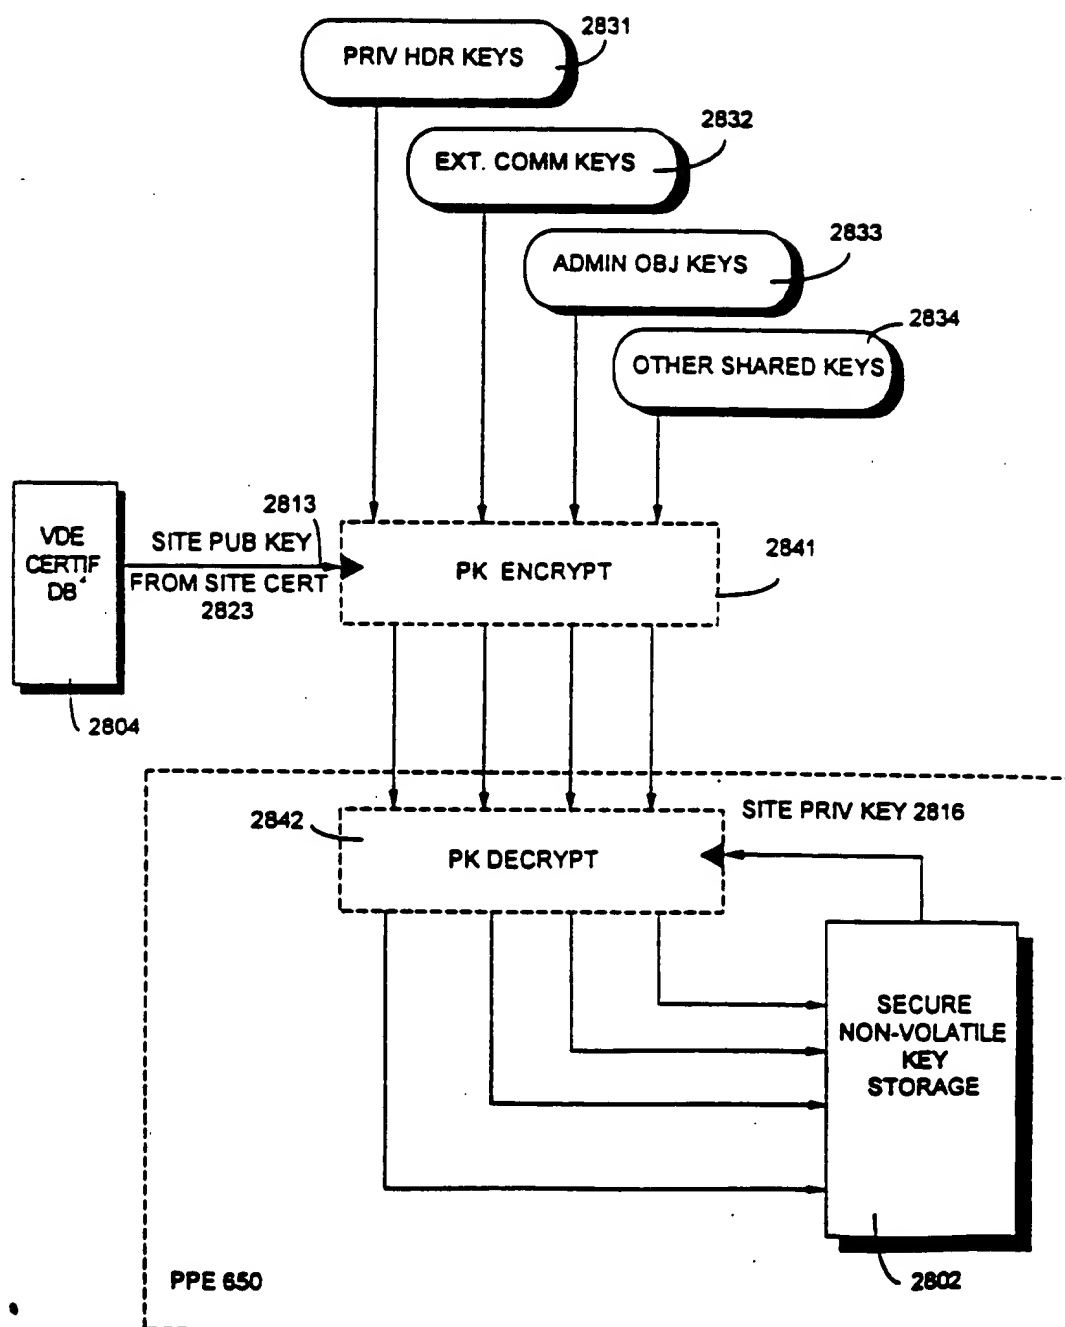 2831
PRIV HDR KEYS
2832
EXT. COMM KEYS
2833
ADMIN OBJ KEYS
2834
OTHER SHARED KEYS
VDE
CERTIF
DB
2804
2813
SITE PUB KEY
FROM SITE CERT
2823
PK ENCRYPT
2841
2842
PK DECRYPT
SITE PRIV KEY 2816
SECURE
NON-VOLATILE
KEY
STORAGE
2802
PPE 650